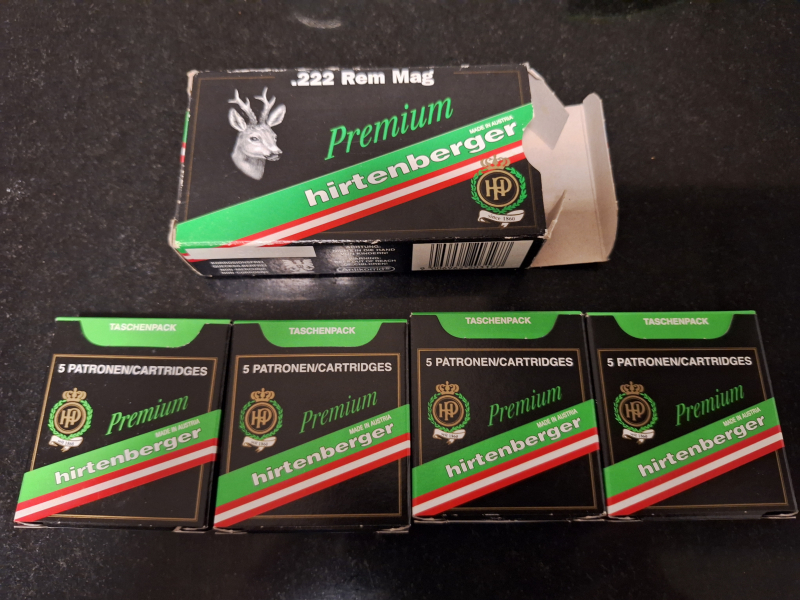 .222 Rem Mag
Premium
MADE IN AUSTRIA
hirtenberger
HP
Since 1860
TASCHENPACK
5 PATRONEN/CARTRIDGES
HP
Premium
MADE IN AUSTRIA
hirtenberger
TASCHENPACK
5 PATRONEN/CARTRIDGES
HP
Premium
MADE IN AUSTRIA
hirtenberger
TASCHENPACK
5 PATRONEN/CARTRIDGES
HP
Premium
MADE IN AUSTRIA
hirtenberger
TASCHENPACK
5 PATRONEN/CARTRIDGES
HP
Premium
MADE IN AUSTRIA
hirtenberger